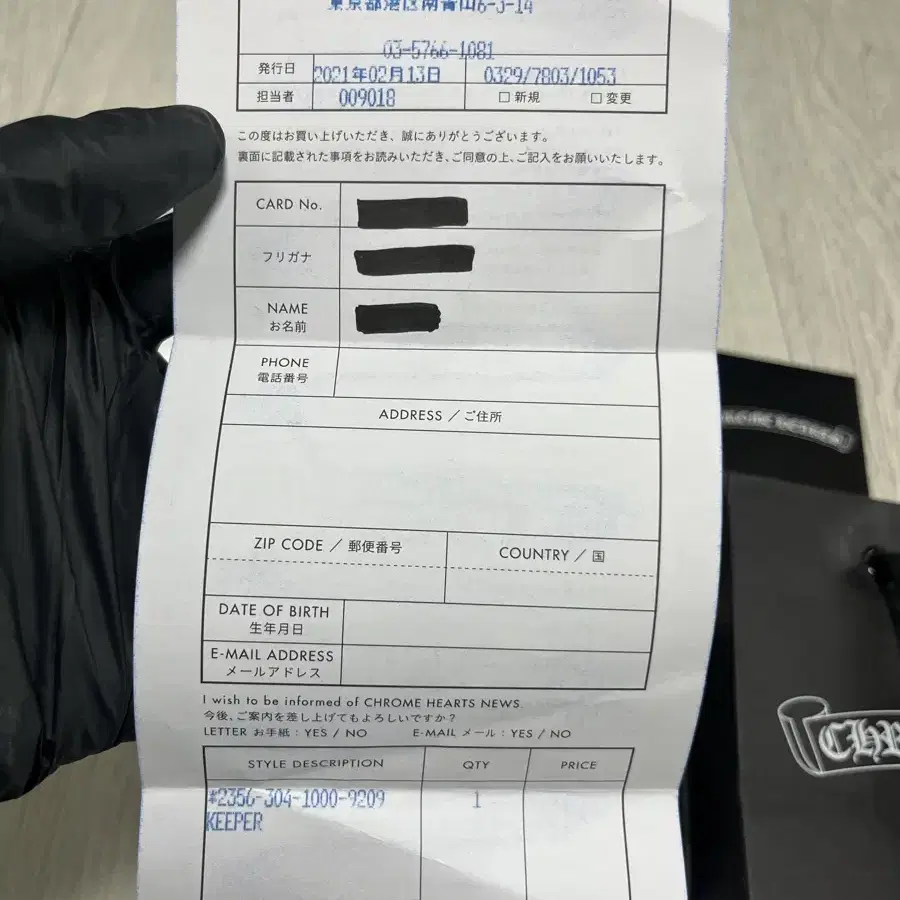 東京都港区南青山6-3-14
03-5766-1081
発行日 2021年02月13日 0329/7803/1053
担当者 009018 □ 新規 □ 変更
この度はお買い上げいただき、誠にありがとうございます。
裏面に記載された事項をお読みいただき、ご同意の上、ご記入をお願いいたします。
CARD No.
フリガナ
NAME
お名前
PHONE
電話番号
ADDRESS / ご住所
ZIP CODE / 郵便番号 COUNTRY / 国
DATE OF BIRTH
生年月日
E-MAIL ADDRESS
メールアドレス
I wish to be informed of CHROME HEARTS NEWS.
今後、ご案内を差し上げてもよろしいですか？
LETTER お手紙 : YES / NO E-MAIL メール : YES / NO
STYLE DESCRIPTION QTY PRICE
*2356-304-1000-9209 1
KEEPER